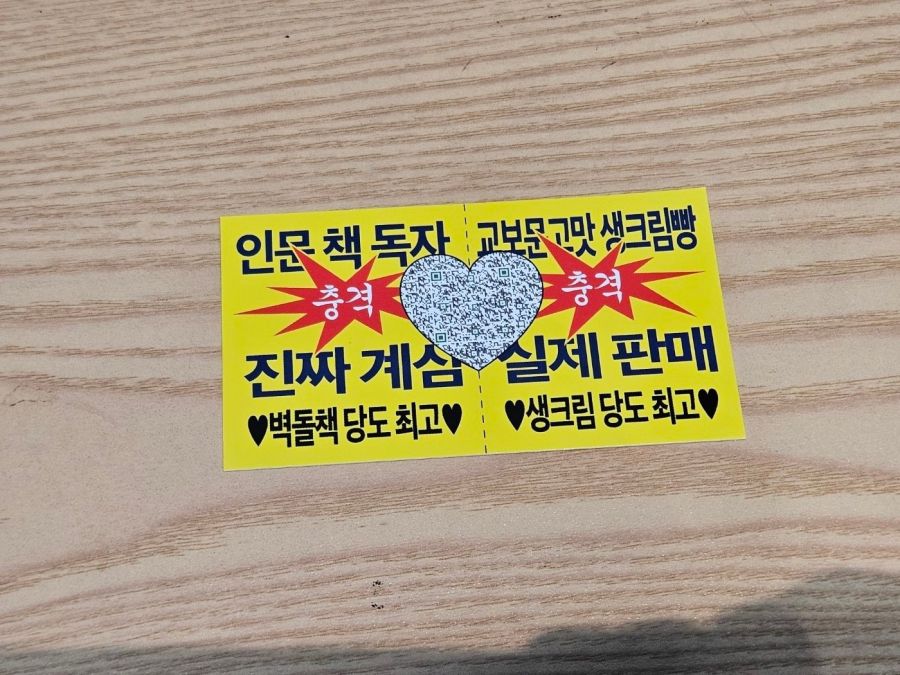 인문 책 독자
충격
진짜 계심
♥벽돌책 당도 최고♥
교보문고맛 생크림빵
충격
실제 판매
♥생크림 당도 최고♥